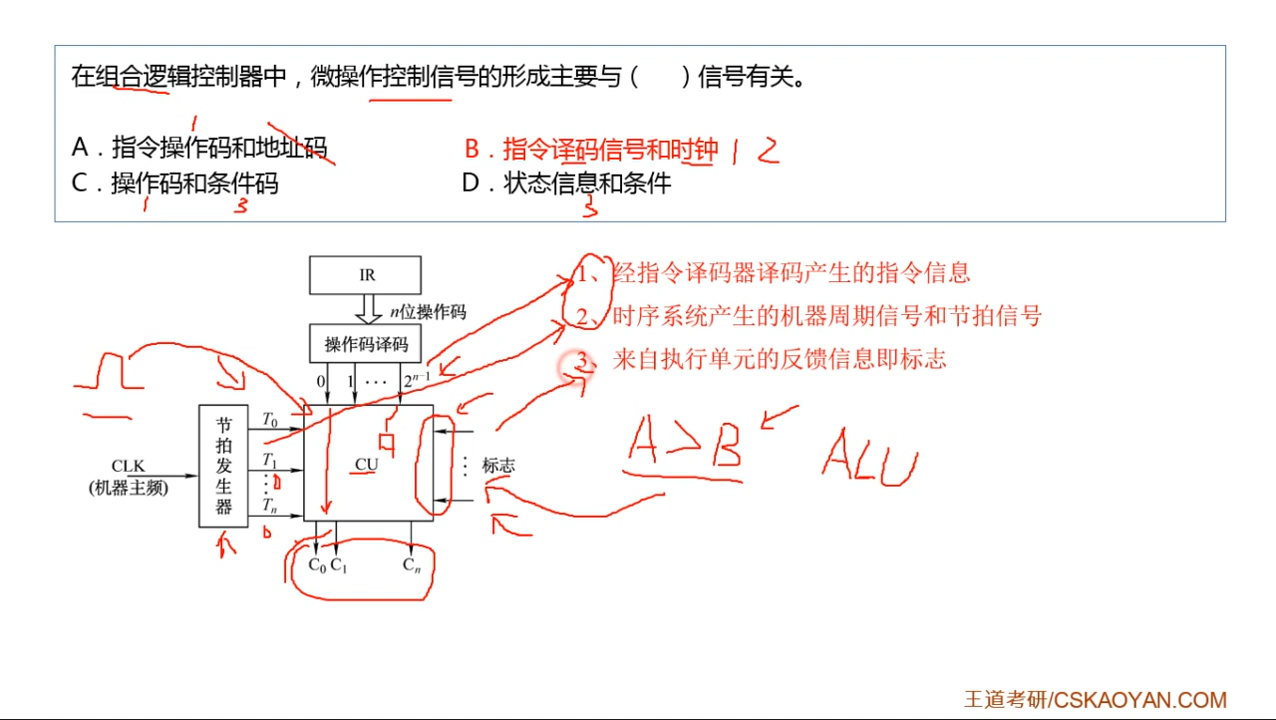 在组合逻辑控制器中，微操作控制信号的形成主要与（　　）信号有关。
1
A．指令操作码和地址码
B．指令译码信号和时钟 1 2
C．操作码和条件码
D．状态信息和条件
1 3
3
IR
n位操作码
操作码译码
0 1 … 2ⁿ⁻¹
1、经指令译码器译码产生的指令信息
2、时序系统产生的机器周期信号和节拍信号
3、来自执行单元的反馈信息即标志
A>B
ALU
CLK
(机器主频)
节拍发生器
T₀
T₁
⋮
Tₙ
CU
⋮ 标志
C₀ C₁ Cₙ
王道考研/CSKAOYAN.COM